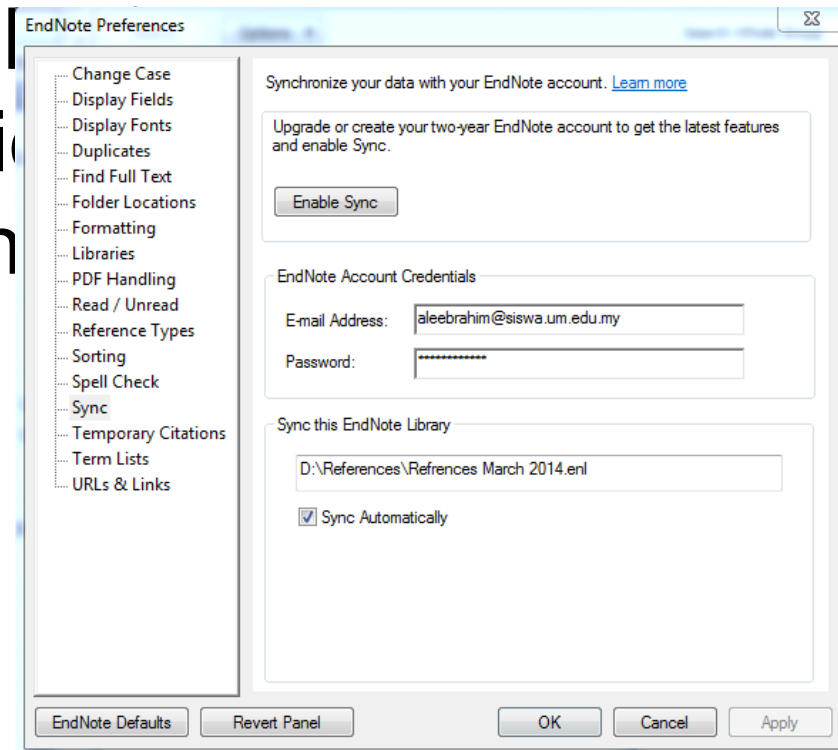 EndNote Preferences
Change Case
Display Fields
Display Fonts
Duplicates
Find Full Text
Folder Locations
Formatting
Libraries
PDF Handling
Read / Unread
Reference Types
Sorting
Spell Check
Sync
Temporary Citations
Term Lists
URLs & Links
Synchronize your data with your EndNote account. Learn more
Upgrade or create your two-year EndNote account to get the latest features
and enable Sync.
Enable Sync
EndNote Account Credentials
E-mail Address: aleebrahim@siswa.um.edu.my
Password: ************
Sync this EndNote Library
D:\References\Refrences March 2014.enl
Sync Automatically
EndNote Defaults Revert Panel OK Cancel Apply